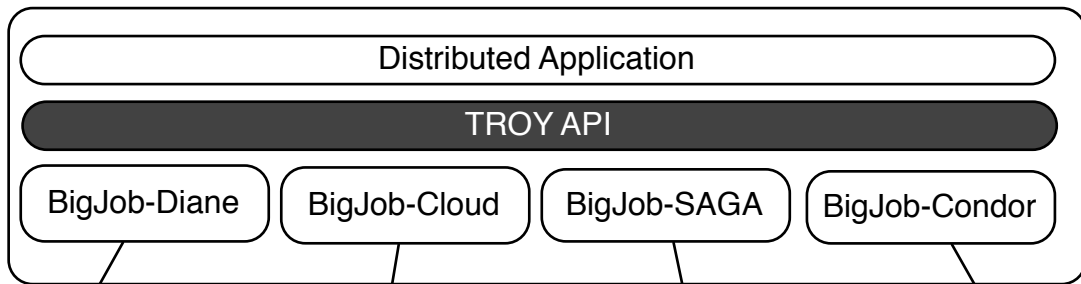 Distributed Application
TROY API
BigJob-Diane
BigJob-Cloud
BigJob-SAGA
BigJob-Condor